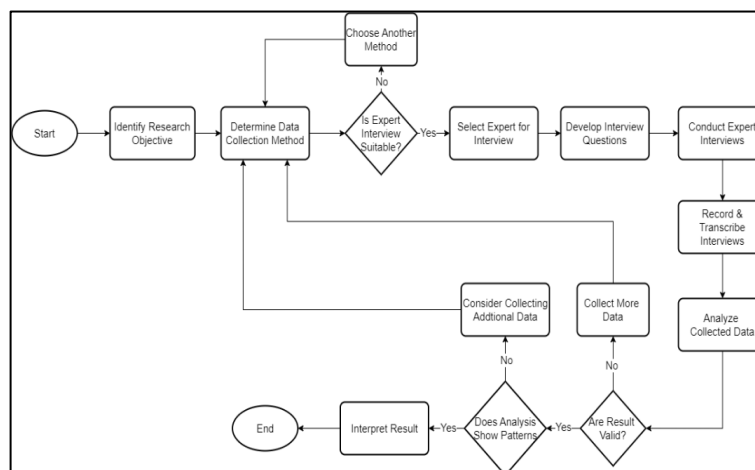 Choose Another
Method
No
Start
Identify Research
Objective
Determine Data
Collection Method
Is Expert
Interview
Suitable?
Yes
Select Expert for
Interview
Develop Interview
Questions
Conduct Expert
Interviews
Record &
Transcribe
Interviews
Consider Collecting
Addtional Data
Collect More
Data
Analyze
Collected Data
No
No
End
Interpret Result
Yes
Does Analysis
Show Patterns
Yes
Are Result
Valid?